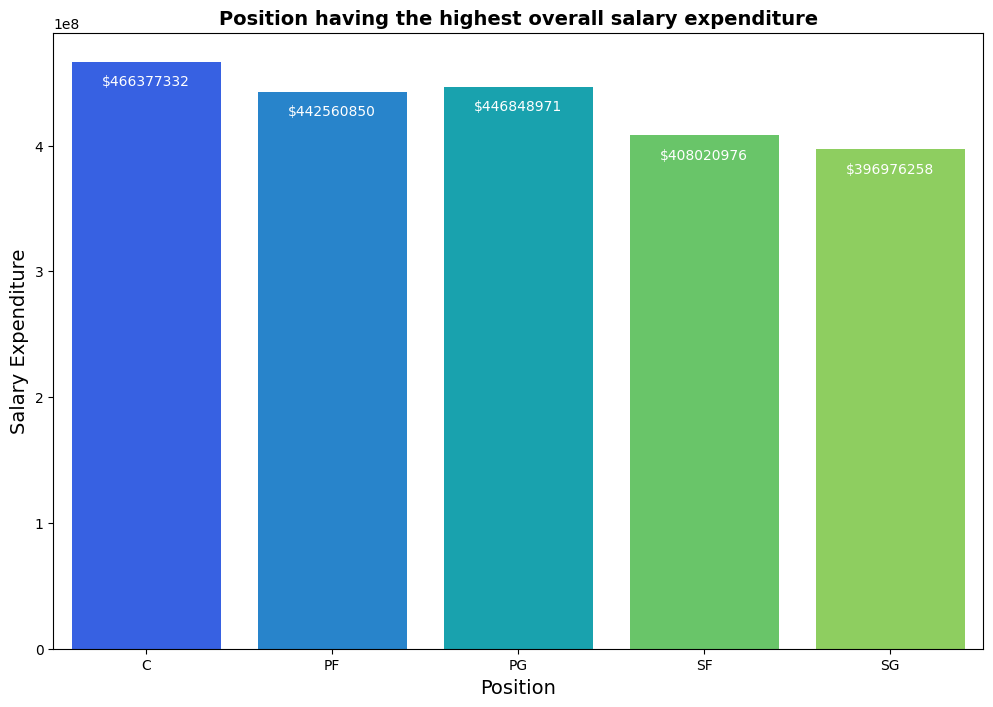 Position having the highest overall salary expenditure
1e8
$466377332
$442560850
$446848971
$408020976
$396976258
4
3
2
1
0
Salary Expenditure
C
PF
PG
SF
SG
Position